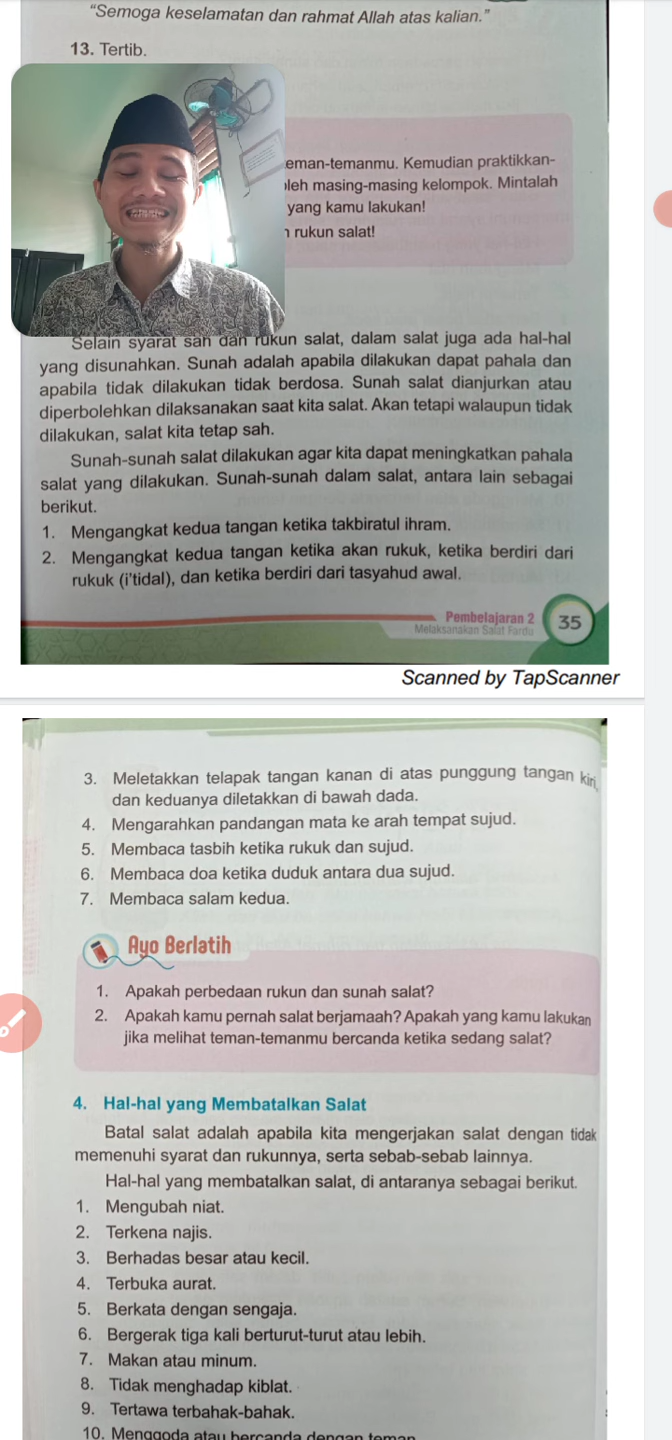 “Semoga keselamatan dan rahmat Allah atas kalian.”
13. Tertib.
eman-temanmu. Kemudian praktikkan-
oleh masing-masing kelompok. Mintalah
yang kamu lakukan!
rukun salat!
Selain syarat sah dan rukun salat, dalam salat juga ada hal-hal
yang disunahkan. Sunah adalah apabila dilakukan dapat pahala dan
apabila tidak dilakukan tidak berdosa. Sunah salat dianjurkan atau
diperbolehkan dilaksanakan saat kita salat. Akan tetapi walaupun tidak
dilakukan, salat kita tetap sah.
Sunah-sunah salat dilakukan agar kita dapat meningkatkan pahala
salat yang dilakukan. Sunah-sunah dalam salat, antara lain sebagai
berikut.
1. Mengangkat kedua tangan ketika takbiratul ihram.
2. Mengangkat kedua tangan ketika akan rukuk, ketika berdiri dari
rukuk (i’tidal), dan ketika berdiri dari tasyahud awal.
Pembelajaran 2
Melaksanakan Salat Fardu
35
Scanned by TapScanner
3. Meletakkan telapak tangan kanan di atas punggung tangan kiri,
dan keduanya diletakkan di bawah dada.
4. Mengarahkan pandangan mata ke arah tempat sujud.
5. Membaca tasbih ketika rukuk dan sujud.
6. Membaca doa ketika duduk antara dua sujud.
7. Membaca salam kedua.
Ayo Berlatih
1. Apakah perbedaan rukun dan sunah salat?
2. Apakah kamu pernah salat berjamaah? Apakah yang kamu lakukan
jika melihat teman-temanmu bercanda ketika sedang salat?
4. Hal-hal yang Membatalkan Salat
Batal salat adalah apabila kita mengerjakan salat dengan tidak
memenuhi syarat dan rukunnya, serta sebab-sebab lainnya.
Hal-hal yang membatalkan salat, di antaranya sebagai berikut.
1. Mengubah niat.
2. Terkena najis.
3. Berhadas besar atau kecil.
4. Terbuka aurat.
5. Berkata dengan sengaja.
6. Bergerak tiga kali berturut-turut atau lebih.
7. Makan atau minum.
8. Tidak menghadap kiblat.
9. Tertawa terbahak-bahak.
10. Menggoda atau bercanda dengan teman